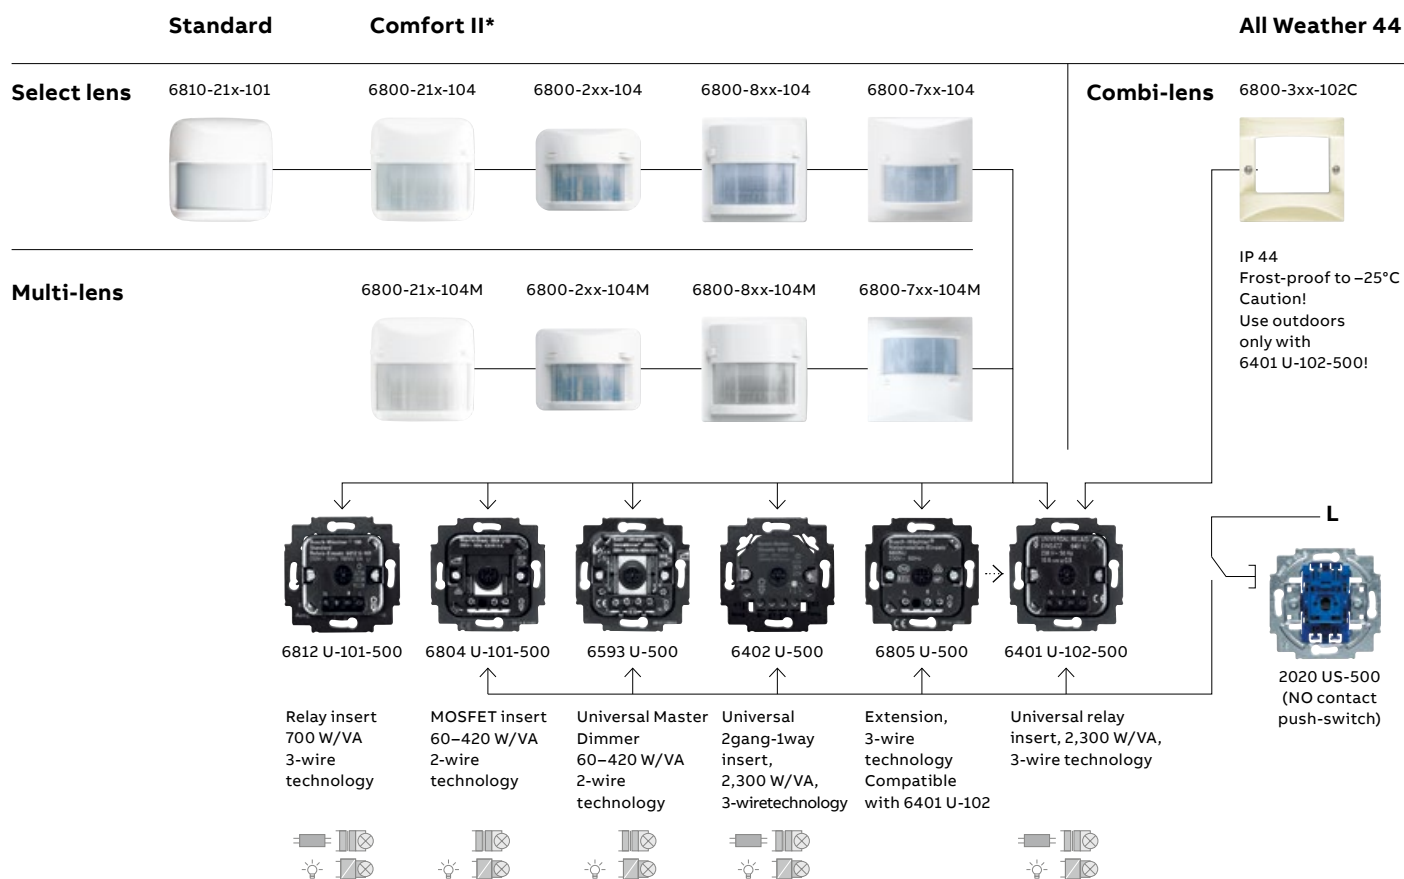 Standard
Comfort II*
All Weather 44
Select lens
6810-21x-101
6800-21x-104
6800-2xx-104
6800-8xx-104
6800-7xx-104
Combi-lens
6800-3xx-102C
IP 44
Frost-proof to –25°C
Caution!
Use outdoors
only with
6401 U-102-500!
Multi-lens
6800-21x-104M
6800-2xx-104M
6800-8xx-104M
6800-7xx-104M
L
6812 U-101-500
6804 U-101-500
6593 U-500
6402 U-500
6805 U-500
6401 U-102-500
2020 US-500
(NO contact
push-switch)
Relay insert
700 W/VA
3-wire
technology
MOSFET insert
60–420 W/VA
2-wire
technology
Universal Master
Dimmer
60–420 W/VA
2-wire
technology
Universal
2gang-1way
insert,
2,300 W/VA,
3-wiretechnology
Extension,
3-wire
technology
Compatible
with 6401 U-102
Universal relay
insert, 2,300 W/VA,
3-wire technology